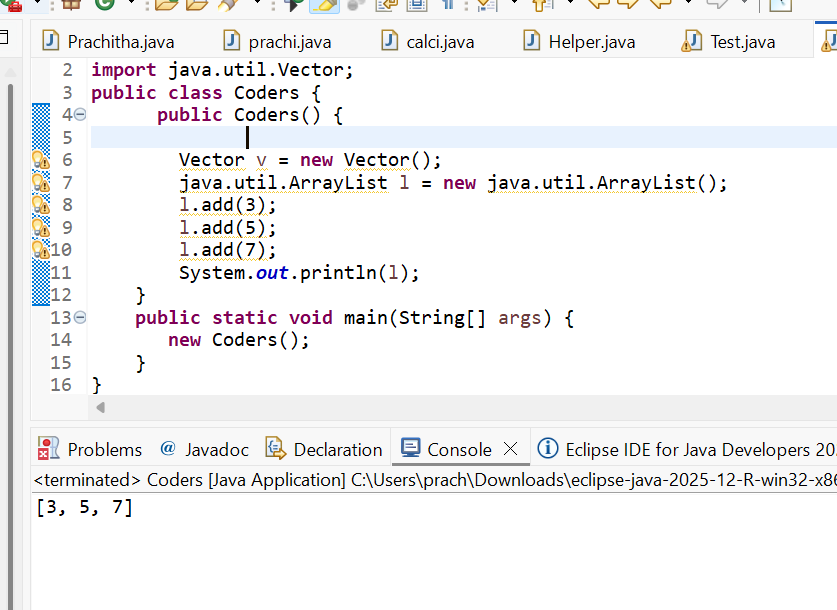 Prachitha.java prachi.java calci.java Helper.java Test.java
2 import java.util.Vector;
3 public class Coders {
4 public Coders() {
5
6 Vector v = new Vector();
7 java.util.ArrayList l = new java.util.ArrayList();
8 l.add(3);
9 l.add(5);
10 l.add(7);
11 System.out.println(l);
12 }
13 public static void main(String[] args) {
14 new Coders();
15 }
16 }
Problems @ Javadoc Declaration Console Eclipse IDE for Java Developers
<terminated> Coders [Java Application] C:\Users\prach\Downloads\eclipse-java-2025-12-R-win32-x86
[3, 5, 7]